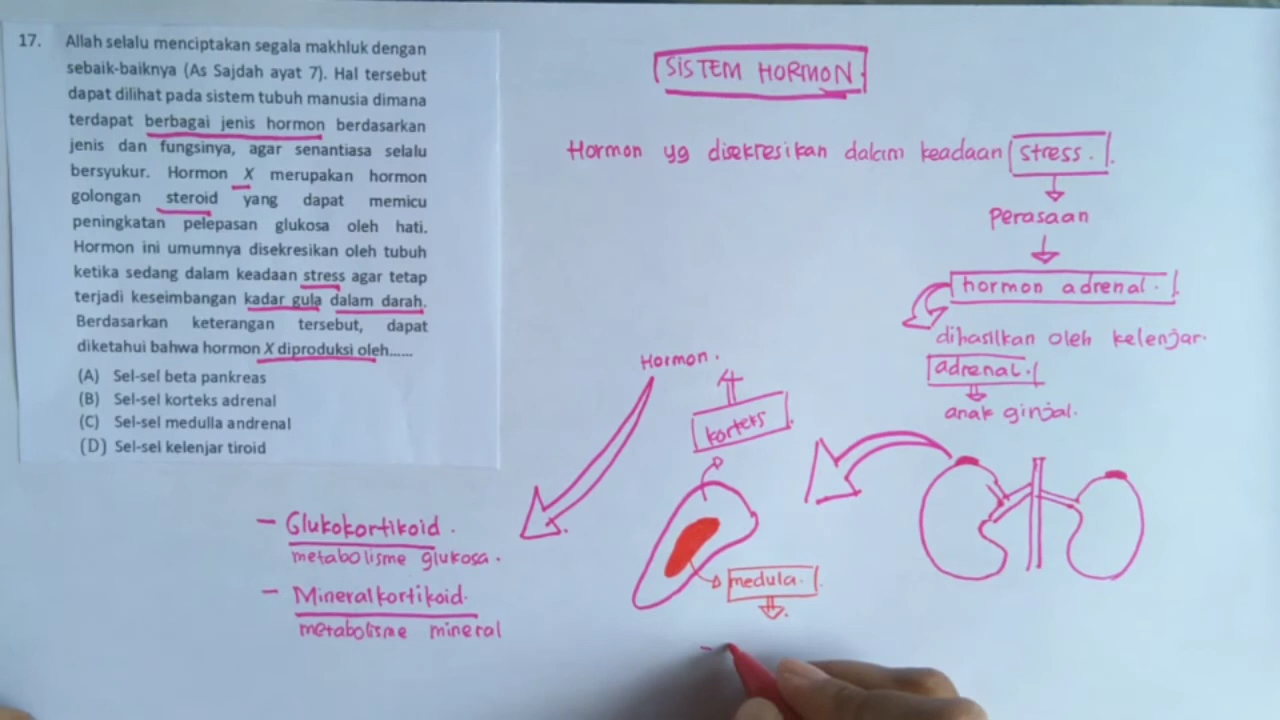 17. Allah selalu menciptakan segala makhluk dengan
sebaik-baiknya (As Sajdah ayat 7). Hal tersebut
dapat dilihat pada sistem tubuh manusia dimana
terdapat berbagai jenis hormon berdasarkan
jenis dan fungsinya, agar senantiasa selalu
bersyukur. Hormon X merupakan hormon
golongan steroid yang dapat memicu
peningkatan pelepasan glukosa oleh hati.
Hormon ini umumnya disekresikan oleh tubuh
ketika sedang dalam keadaan stress agar tetap
terjadi keseimbangan kadar gula dalam darah.
Berdasarkan keterangan tersebut, dapat
diketahui bahwa hormon X diproduksi oleh......
(A) Sel-sel beta pankreas
(B) Sel-sel korteks adrenal
(C) Sel-sel medulla andrenal
(D) Sel-sel kelenjar tiroid
SISTEM HORMON
Hormon yg disekresikan dalam keadaan stress.
Perasaan
hormon adrenal.
dihasilkan oleh kelenjar.
adrenal.
anak ginjal.
Hormon.
korteks
medula.
- Glukokortikoid.
metabolisme glukosa.
- Mineralkortikoid.
metabolisme mineral